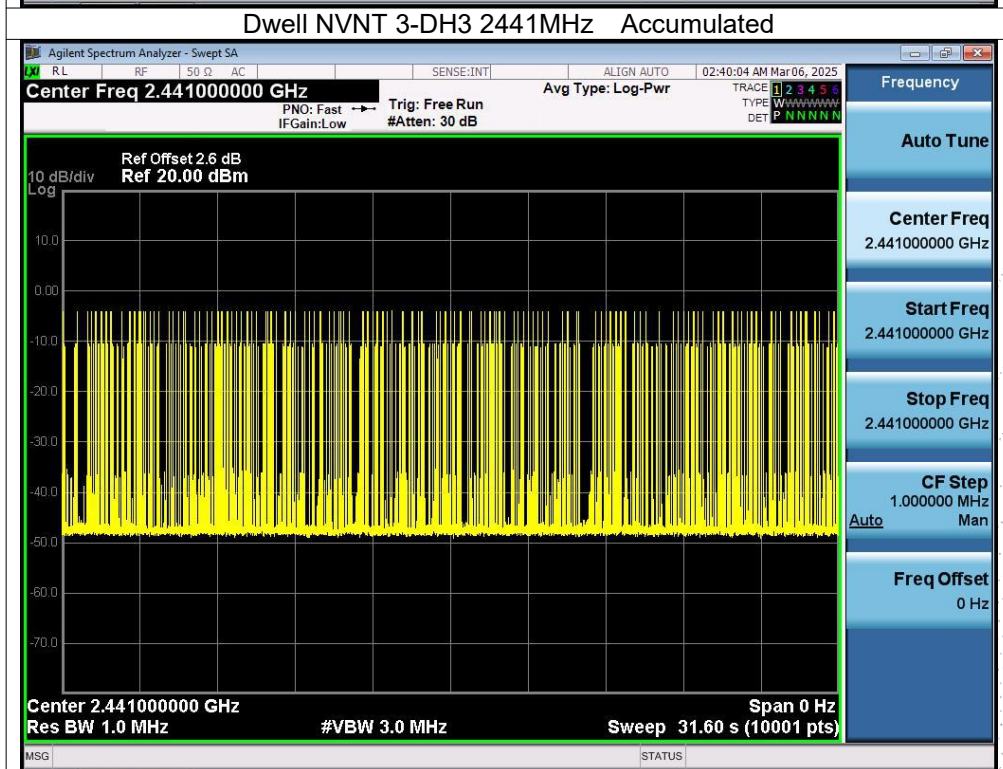 Dwell NVNT 3-DH3 2441MHz Accumulated
Agilent Spectrum Analyzer - Swept SA
LXI RL RF 50 Ω AC SENSE:INT ALIGN AUTO 02:40:04 AM Mar 06, 2025
Center Freq 2.441000000 GHz
PNO: Fast
IFGain:Low
Trig: Free Run
#Atten: 30 dB
Avg Type: Log-Pwr
TRACE 1 2 3 4 5 6
TYPE WWWWWWW
DET P N N N N N
Ref Offset 2.6 dB
10 dB/div Ref 20.00 dBm
Log
10.0
0.00
-10.0
-20.0
-30.0
-40.0
-50.0
-60.0
-70.0
Center 2.441000000 GHz Span 0 Hz
Res BW 1.0 MHz #VBW 3.0 MHz Sweep 31.60 s (10001 pts)
MSG STATUS
Frequency
Auto Tune
Center Freq
2.441000000 GHz
Start Freq
2.441000000 GHz
Stop Freq
2.441000000 GHz
CF Step
1.000000 MHz
Auto Man
Freq Offset
0 Hz